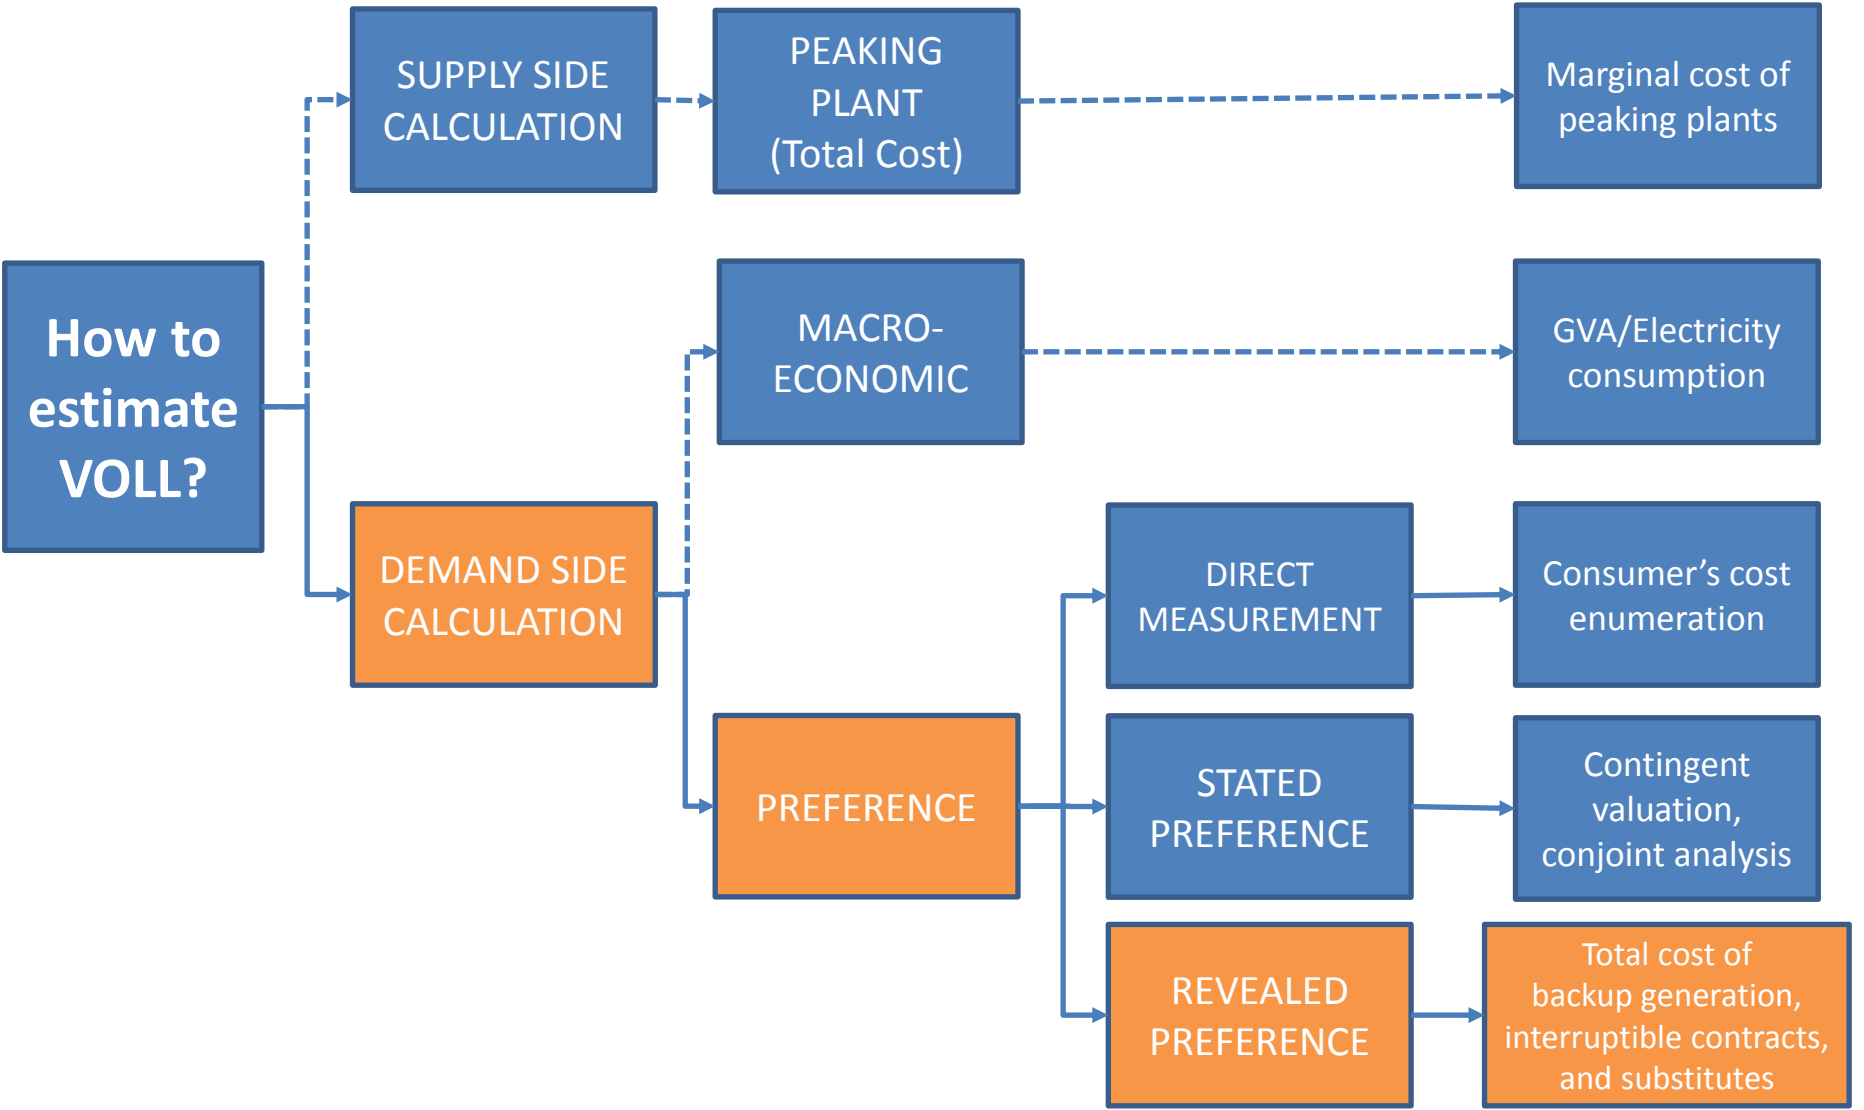 How to
estimate
VOLL?
SUPPLY SIDE
CALCULATION
PEAKING
PLANT
(Total Cost)
Marginal cost of
peaking plants
DEMAND SIDE
CALCULATION
MACRO-
ECONOMIC
GVA/Electricity
consumption
PREFERENCE
DIRECT
MEASUREMENT
Consumer’s cost
enumeration
STATED
PREFERENCE
Contingent
valuation,
conjoint analysis
REVEALED
PREFERENCE
Total cost of
backup generation,
interruptible contracts,
and substitutes